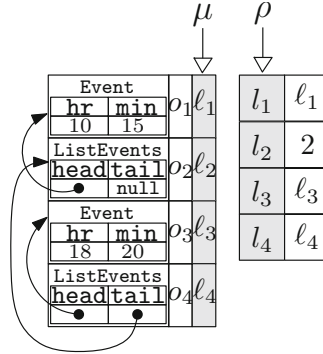 μ ρ
Event
hr min o₁ ℓ₁ l₁ ℓ₁
10 15
ListEvents
head tail o₂ ℓ₂ l₂ 2
null
Event
hr min o₃ ℓ₃ l₃ ℓ₃
18 20
ListEvents
head tail o₄ ℓ₄ l₄ ℓ₄